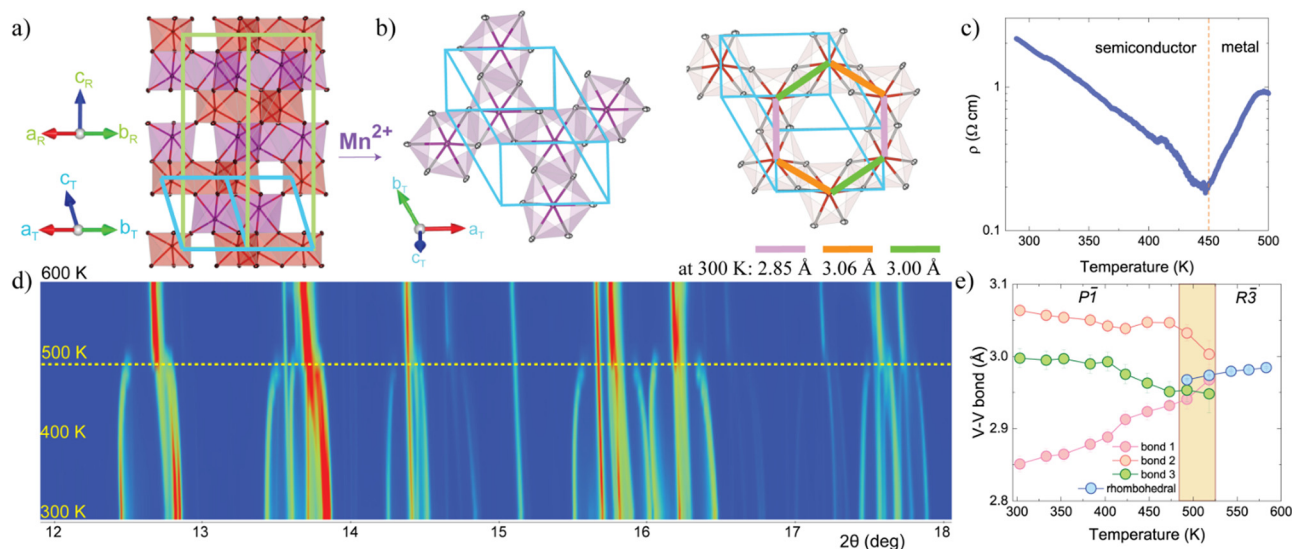 a)
c_R
a_R
b_R
c_T
a_T
b_T
Mn²⁺
b)
b_T
a_T
c_T
at 300 K: 2.85 Å 3.06 Å 3.00 Å
c)
semiconductor
metal
ρ (Ω cm)
1
0.1
300 350 400 450 500
Temperature (K)
d)
600 K
500 K
400 K
300 K
12 13 14 15 16 17 18
2θ (deg)
e)
P1̄
R3̄
V-V bond (Å)
3.1
3.0
2.9
2.8
bond 1
bond 2
bond 3
rhombohedral
300 350 400 450 500 550 600
Temperature (K)